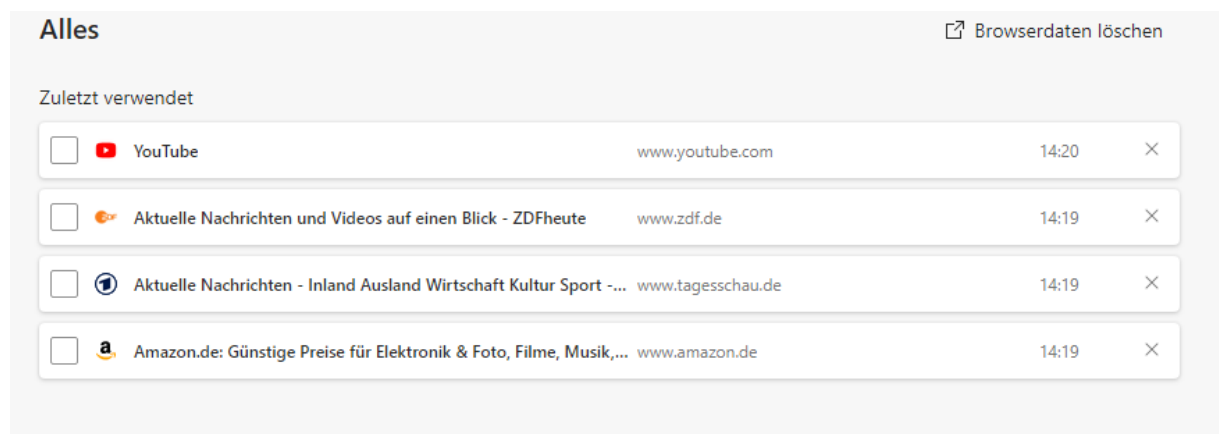 Alles
Browserdaten löschen
Zuletzt verwendet
YouTube www.youtube.com 14:20
Aktuelle Nachrichten und Videos auf einen Blick - ZDFheute www.zdf.de 14:19
Aktuelle Nachrichten - Inland Ausland Wirtschaft Kultur Sport -... www.tagesschau.de 14:19
Amazon.de: Günstige Preise für Elektronik & Foto, Filme, Musik,... www.amazon.de 14:19